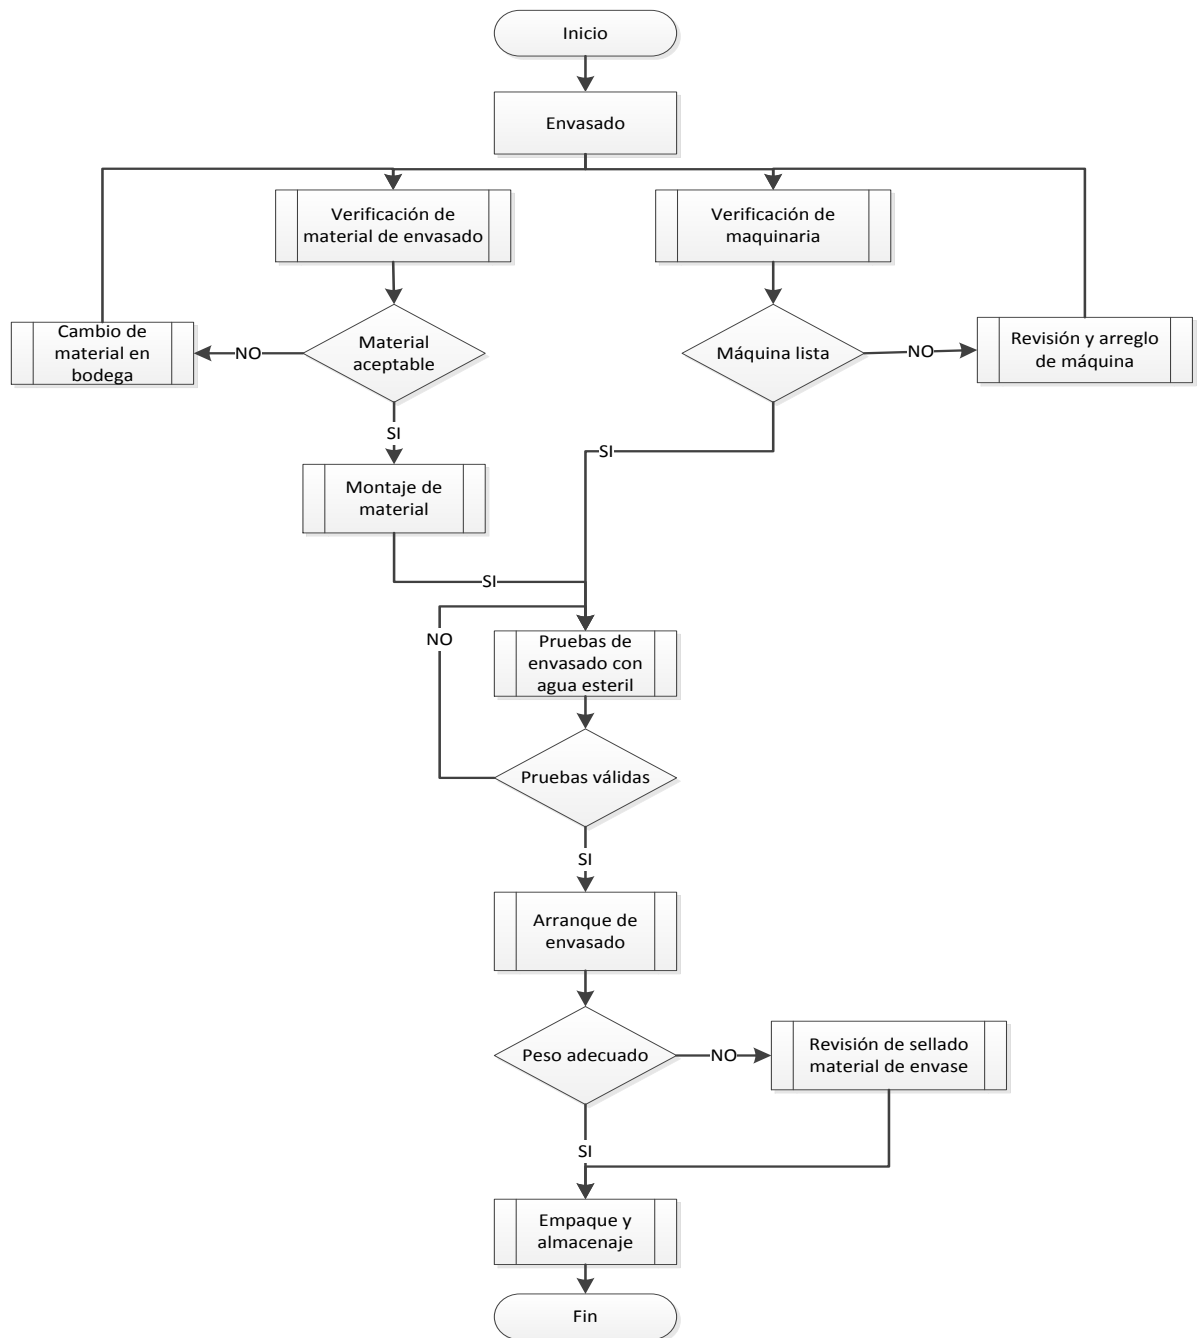 Inicio
Envasado
Verificación de
material de envasado
Verificación de
maquinaria
Cambio de
material en
bodega
NO
Material
aceptable
Máquina lista
NO
Revisión y arreglo
de máquina
SI
SI
Montaje de
material
SI
NO
Pruebas de
envasado con
agua esteril
Pruebas válidas
SI
Arranque de
envasado
Peso adecuado
NO
Revisión de sellado
material de envase
SI
Empaque y
almacenaje
Fin